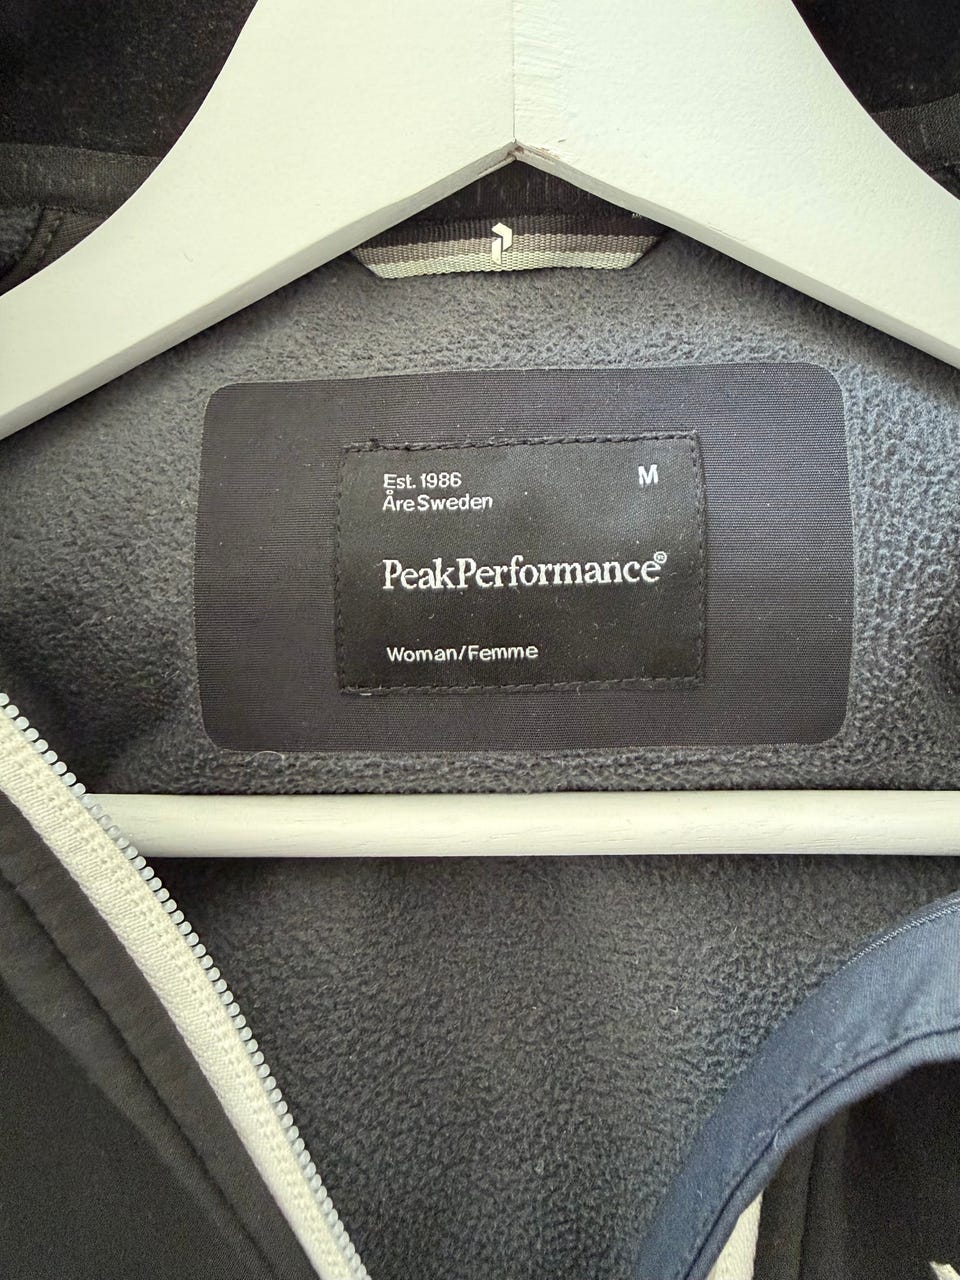 Est. 1986
Åre Sweden
M
PeakPerformance®
Woman/Femme